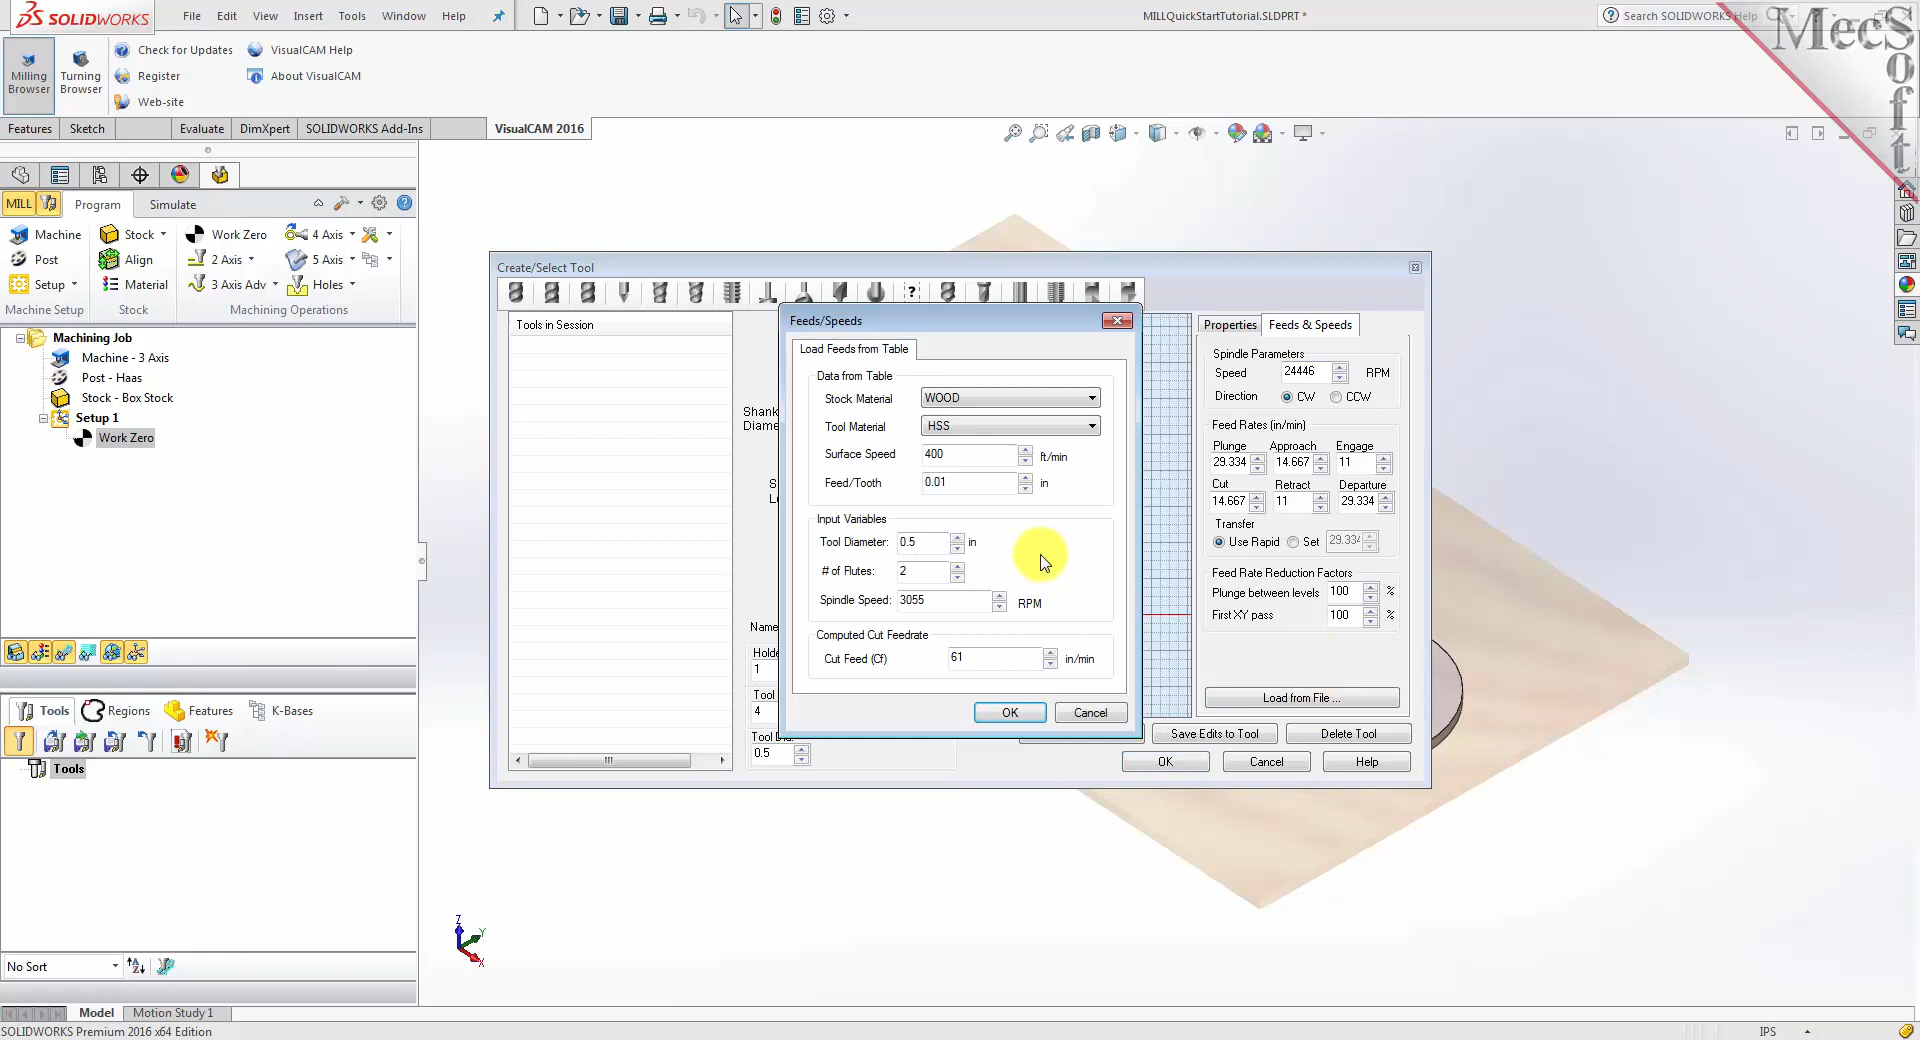 SOLIDWORKS File Edit View Insert Tools Window Help MILLQuickStartTutorial.SLDPRT * Search SOLIDWORKS Help
MecSoft
Milling Browser
Turning Browser
Check for Updates VisualCAM Help
Register About VisualCAM
Web-site
Features Sketch Evaluate DimXpert SOLIDWORKS Add-Ins VisualCAM 2016
MILL Program Simulate
Machine Stock Work Zero 4 Axis
Post Align 2 Axis 5 Axis
Setup Material 3 Axis Adv Holes
Machine Setup Stock Machining Operations
Machining Job
Machine - 3 Axis
Post - Haas
Stock - Box Stock
Setup 1
Work Zero
Tools Regions Features K-Bases
Tools
No Sort
Model Motion Study 1
SOLIDWORKS Premium 2016 x64 Edition IPS
Create/Select Tool
Tools in Session
Shank
Name
Holde
1
Tool
4
Tool Dia.
0.5
Feeds/Speeds
Load Feeds from Table
Data from Table
Stock Material WOOD
Tool Material HSS
Surface Speed 400 ft/min
Feed/Tooth 0.01 in
Input Variables
Tool Diameter: 0.5 in
# of Flutes: 2
Spindle Speed: 3055 RPM
Computed Cut Feedrate
Cut Feed (Cf) 61 in/min
OK Cancel
Properties Feeds & Speeds
Spindle Parameters
Speed 24446 RPM
Direction CW CCW
Feed Rates (in/min)
Plunge Approach Engage
29.334 14.667 11
Cut Retract Departure
14.667 11 29.334
Transfer
Use Rapid Set 29.334
Feed Rate Reduction Factors
Plunge between levels 100 %
First XY pass 100 %
Load from File ...
Save Edits to Tool Delete Tool
OK Cancel Help
Z
Y
X